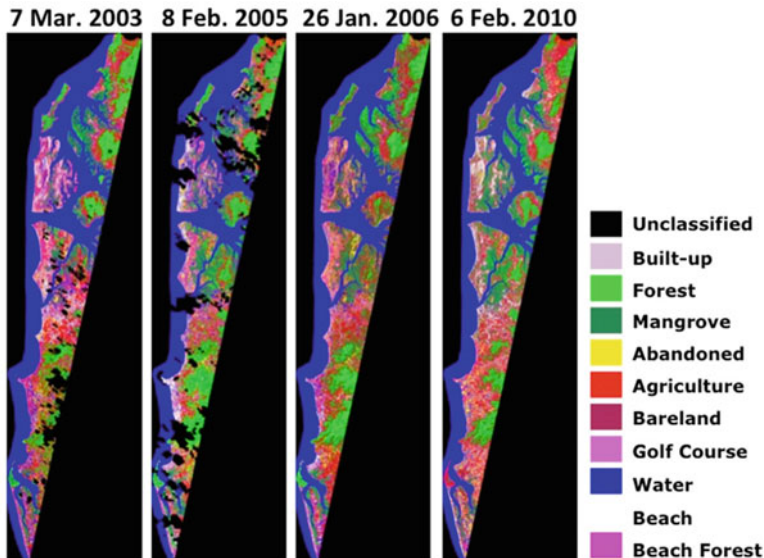 7 Mar. 2003 8 Feb. 2005 26 Jan. 2006 6 Feb. 2010
Unclassified
Built-up
Forest
Mangrove
Abandoned
Agriculture
Bareland
Golf Course
Water
Beach
Beach Forest